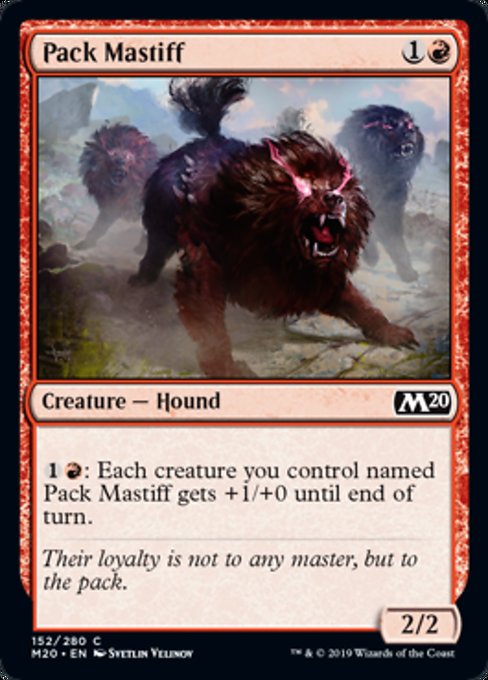 Pack Mastiff 1
Creature — Hound M20
1 : Each creature you control named
Pack Mastiff gets +1/+0 until end of
turn.
Their loyalty is not to any master, but to
the pack.
2/2
152/280 C
M20 • EN Svetlin Velinov ™ & © 2019 Wizards of the Coast